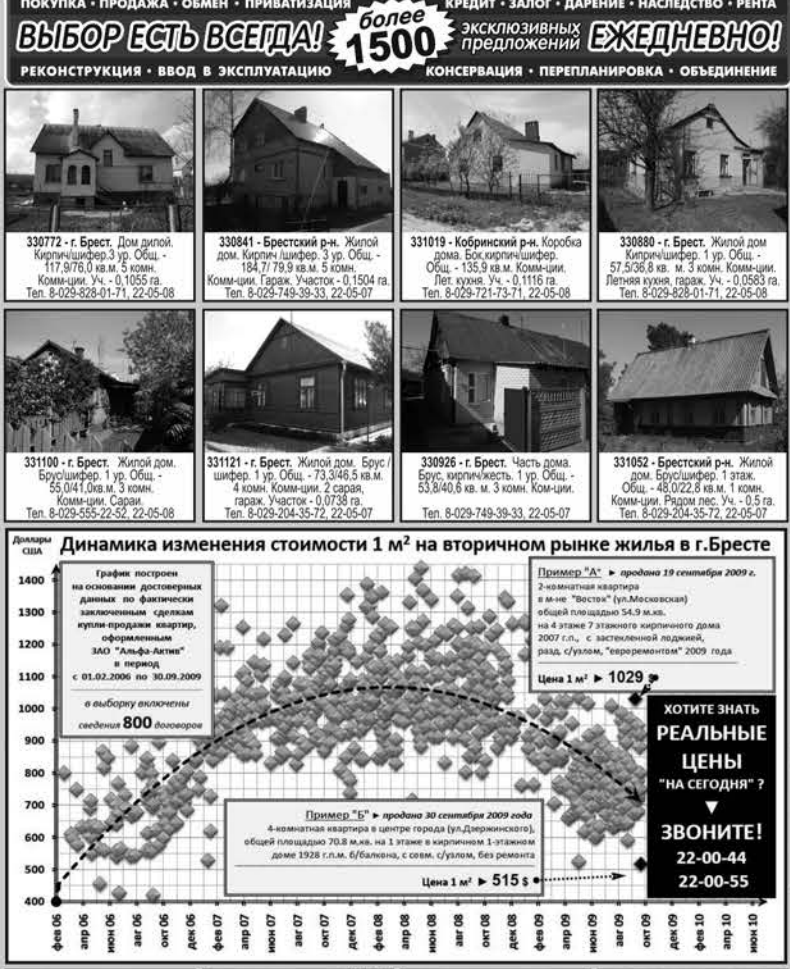 ПОКУПКА • ПРОДАЖА • ОБМЕН • ПРИВАТИЗАЦИЯ
КРЕДИТ • ЗАЛОГ • ДАРЕНИЕ • НАСЛЕДСТВО • РЕНТА
ВЫБОР ЕСТЬ ВСЕГДА!
более
1500
эксклюзивных
предложений
ЕЖЕДНЕВНО!
РЕКОНСТРУКЦИЯ • ВВОД В ЭКСПЛУАТАЦИЮ
КОНСЕРВАЦИЯ • ПЕРЕПЛАНИРОВКА • ОБЪЕДИНЕНИЕ
330772 - г. Брест. Дом дилой.
Кирпич/шифер.3 ур. Общ. -
117,9/76,0 кв.м. 5 комн.
Комм-ции. Уч. - 0,1055 га.
Тел. 8-029-828-01-71, 22-05-08
330841 - Брестский р-н. Жилой
дом. Кирпич /шифер. 3 ур. Общ. -
184,7/ 79,9 кв.м. 5 комн.
Комм-ции. Гараж. Участок - 0,1504 га.
Тел. 8-029-749-39-33, 22-05-07
331019 - Кобринский р-н. Коробка
дома. Бок,кирпич/шифер.
Общ. - 135,9 кв.м. Комм-ции.
Лет. кухня. Уч. - 0,1116 га.
Тел. 8-029-721-73-71, 22-05-08
330880 - г. Брест. Жилой дом
Киприч/шифер. 1 ур. Общ. -
57,5/36,8 кв. м. 3 комн. Комм-ции.
Летняя кухня, гараж. Уч. - 0,0583 га.
Тел. 8-029-828-01-71, 22-05-08
331100 - г. Брест. Жилой дом.
Брус/шифер. 1 ур. Общ. -
55,0/41,0кв.м. 3 комн.
Комм-ции. Сараи.
Тел. 8-029-555-22-52, 22-05-08
331121 - г. Брест. Жилой дом. Брус /
шифер. 1 ур. Общ. - 73,3/46,5 кв.м.
4 комн. Комм-ции. 2 сарая,
гараж. Участок - 0,0738 га.
Тел. 8-029-204-35-72, 22-05-07
330926 - г. Брест. Часть дома.
Брус, кирпич/жесть. 1 ур. Общ. -
53,8/40,6 кв. м. 3 комн. Ком-ции.
Тел. 8-029-749-39-33, 22-05-07
331052 - Брестский р-н. Жилой
дом. Брус/шифер. 1 этаж.
Общ. - 48,0/22,8 кв.м. 1 комн.
Комм-ции. Рядом лес. Уч. - 0,5 га.
Тел. 8-029-204-35-72, 22-05-07
Доллары
США
Динамика изменения стоимости 1 м² на вторичном рынке жилья в г.Бресте
График построен
на основании достоверных
данных по фактически
заключенным сделкам
купли-продажи квартир,
оформленным
ЗАО "Альфа-Актив"
в период
с 01.02.2006 по 30.09.2009
в выборку включены
сведения 800 договоров
Пример "А" ► продана 19 сентября 2009 г.
2-комнатная квартира
в м-не "Восток" (ул.Московская)
общей площадью 54.9 м.кв.
на 4 этаже 7 этажного кирпичного дома
2007 г.п., с застекленной лоджией,
разд. с/узлом, "евроремонтом" 2009 года
Цена 1 м² ► 1029 $
ХОТИТЕ ЗНАТЬ
РЕАЛЬНЫЕ
ЦЕНЫ
"НА СЕГОДНЯ" ?
▼
ЗВОНИТЕ!
22-00-44
22-00-55
Пример "Б" ► продана 30 сентября 2009 года
4-комнатная квартира в центре города (ул.Дзержинского),
общей площадью 70.8 м.кв. на 1 этаже в кирпичном 1-этажном
доме 1928 г.п.м. б/балкона, с совм. с/узлом, без ремонта
Цена 1 м² ► 515 $
1400
1300
1200
1100
1000
900
800
700
600
500
400
фев 06
апр 06
июн 06
авг 06
окт 06
дек 06
фев 07
апр 07
июн 07
авг 07
окт 07
дек 07
фев 08
апр 08
июн 08
авг 08
окт 08
дек 08
фев 09
апр 09
июн 09
авг 09
окт 09
дек 09
фев 10
апр 10
июн 10